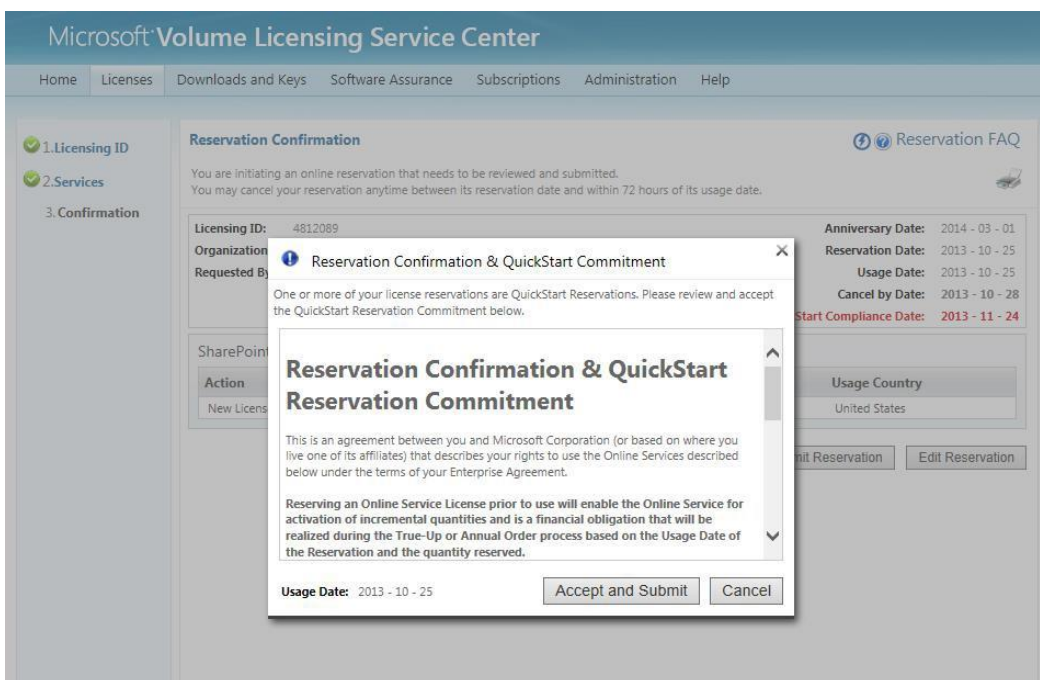 Microsoft Volume Licensing Service Center
Home Licenses Downloads and Keys Software Assurance Subscriptions Administration Help
1.Licensing ID
2.Services
3. Confirmation
Reservation Confirmation
Reservation FAQ
You are initiating an online reservation that needs to be reviewed and submitted.
You may cancel your reservation anytime between its reservation date and within 72 hours of its usage date.
Licensing ID: 4812089
Organization
Requested By
Anniversary Date: 2014 - 03 - 01
Reservation Date: 2013 - 10 - 25
Usage Date: 2013 - 10 - 25
Cancel by Date: 2013 - 10 - 28
Start Compliance Date: 2013 - 11 - 24
SharePoint
Action
Usage Country
New Licens
United States
mit Reservation
Edit Reservation
Reservation Confirmation & QuickStart Commitment
One or more of your license reservations are QuickStart Reservations. Please review and accept
the QuickStart Reservation Commitment below.
Reservation Confirmation & QuickStart
Reservation Commitment
This is an agreement between you and Microsoft Corporation (or based on where you
live one of its affiliates) that describes your rights to use the Online Services described
below under the terms of your Enterprise Agreement.
Reserving an Online Service License prior to use will enable the Online Service for
activation of incremental quantities and is a financial obligation that will be
realized during the True-Up or Annual Order process based on the Usage Date of
the Reservation and the quantity reserved.
Usage Date: 2013 - 10 - 25
Accept and Submit
Cancel